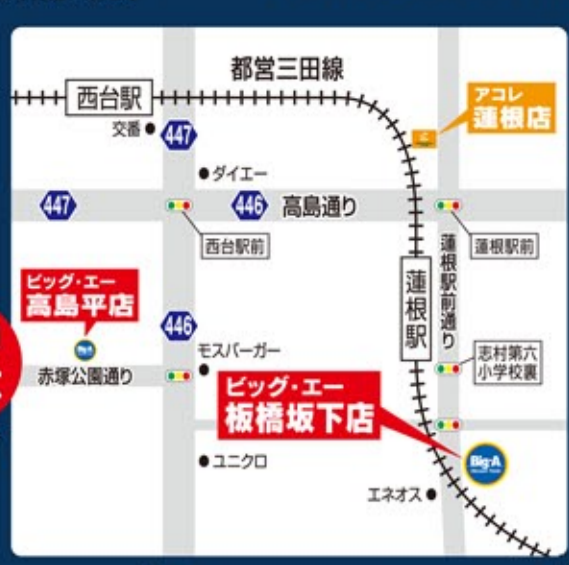 都営三田線
西台駅
アコレ
蓮根店
交番
447
ダイエー
447
446
高島通り
西台駅前
蓮根駅前
蓮根駅前通り
ビッグ・エー
高島平店
蓮根駅
446
モスバーガー
志村第六
小学校裏
赤塚公園通り
ビッグ・エー
板橋坂下店
ユニクロ
Big-A
エネオス